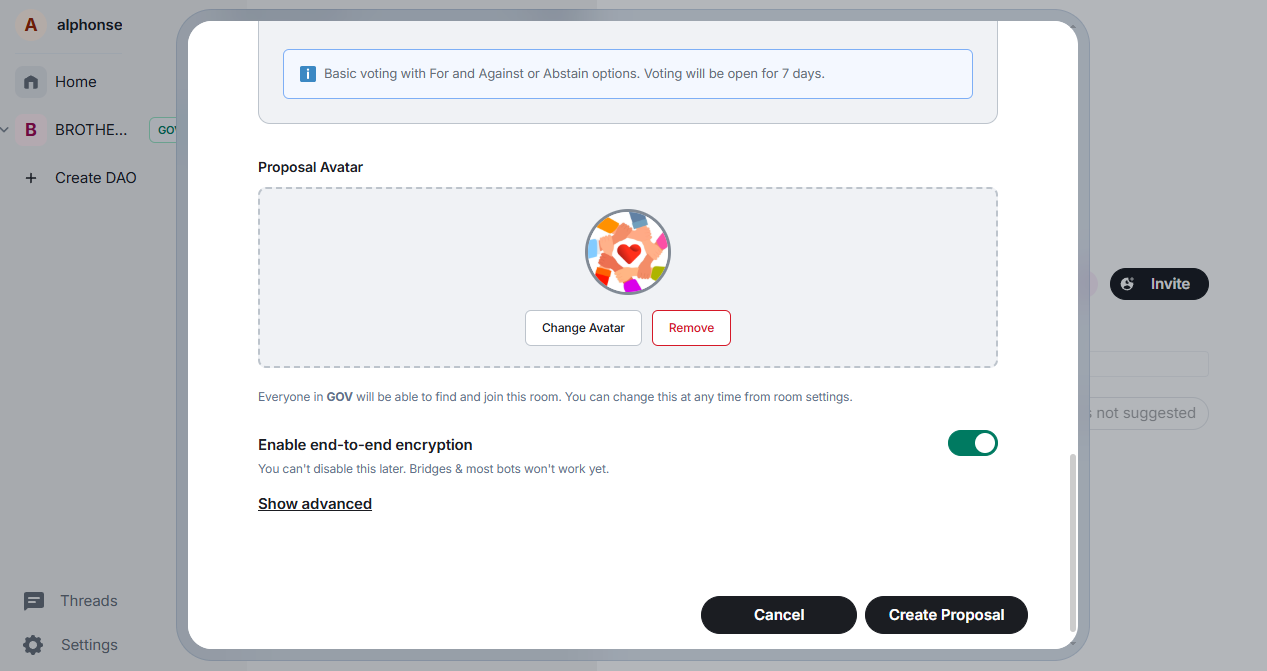 A alphonse
Home
B BROTHE... GOV
Create DAO
Threads
Settings
Basic voting with For and Against or Abstain options. Voting will be open for 7 days.
Proposal Avatar
Change Avatar
Remove
Everyone in GOV will be able to find and join this room. You can change this at any time from room settings.
Enable end-to-end encryption
You can't disable this later. Bridges & most bots won't work yet.
Show advanced
Cancel
Create Proposal
Invite
not suggested